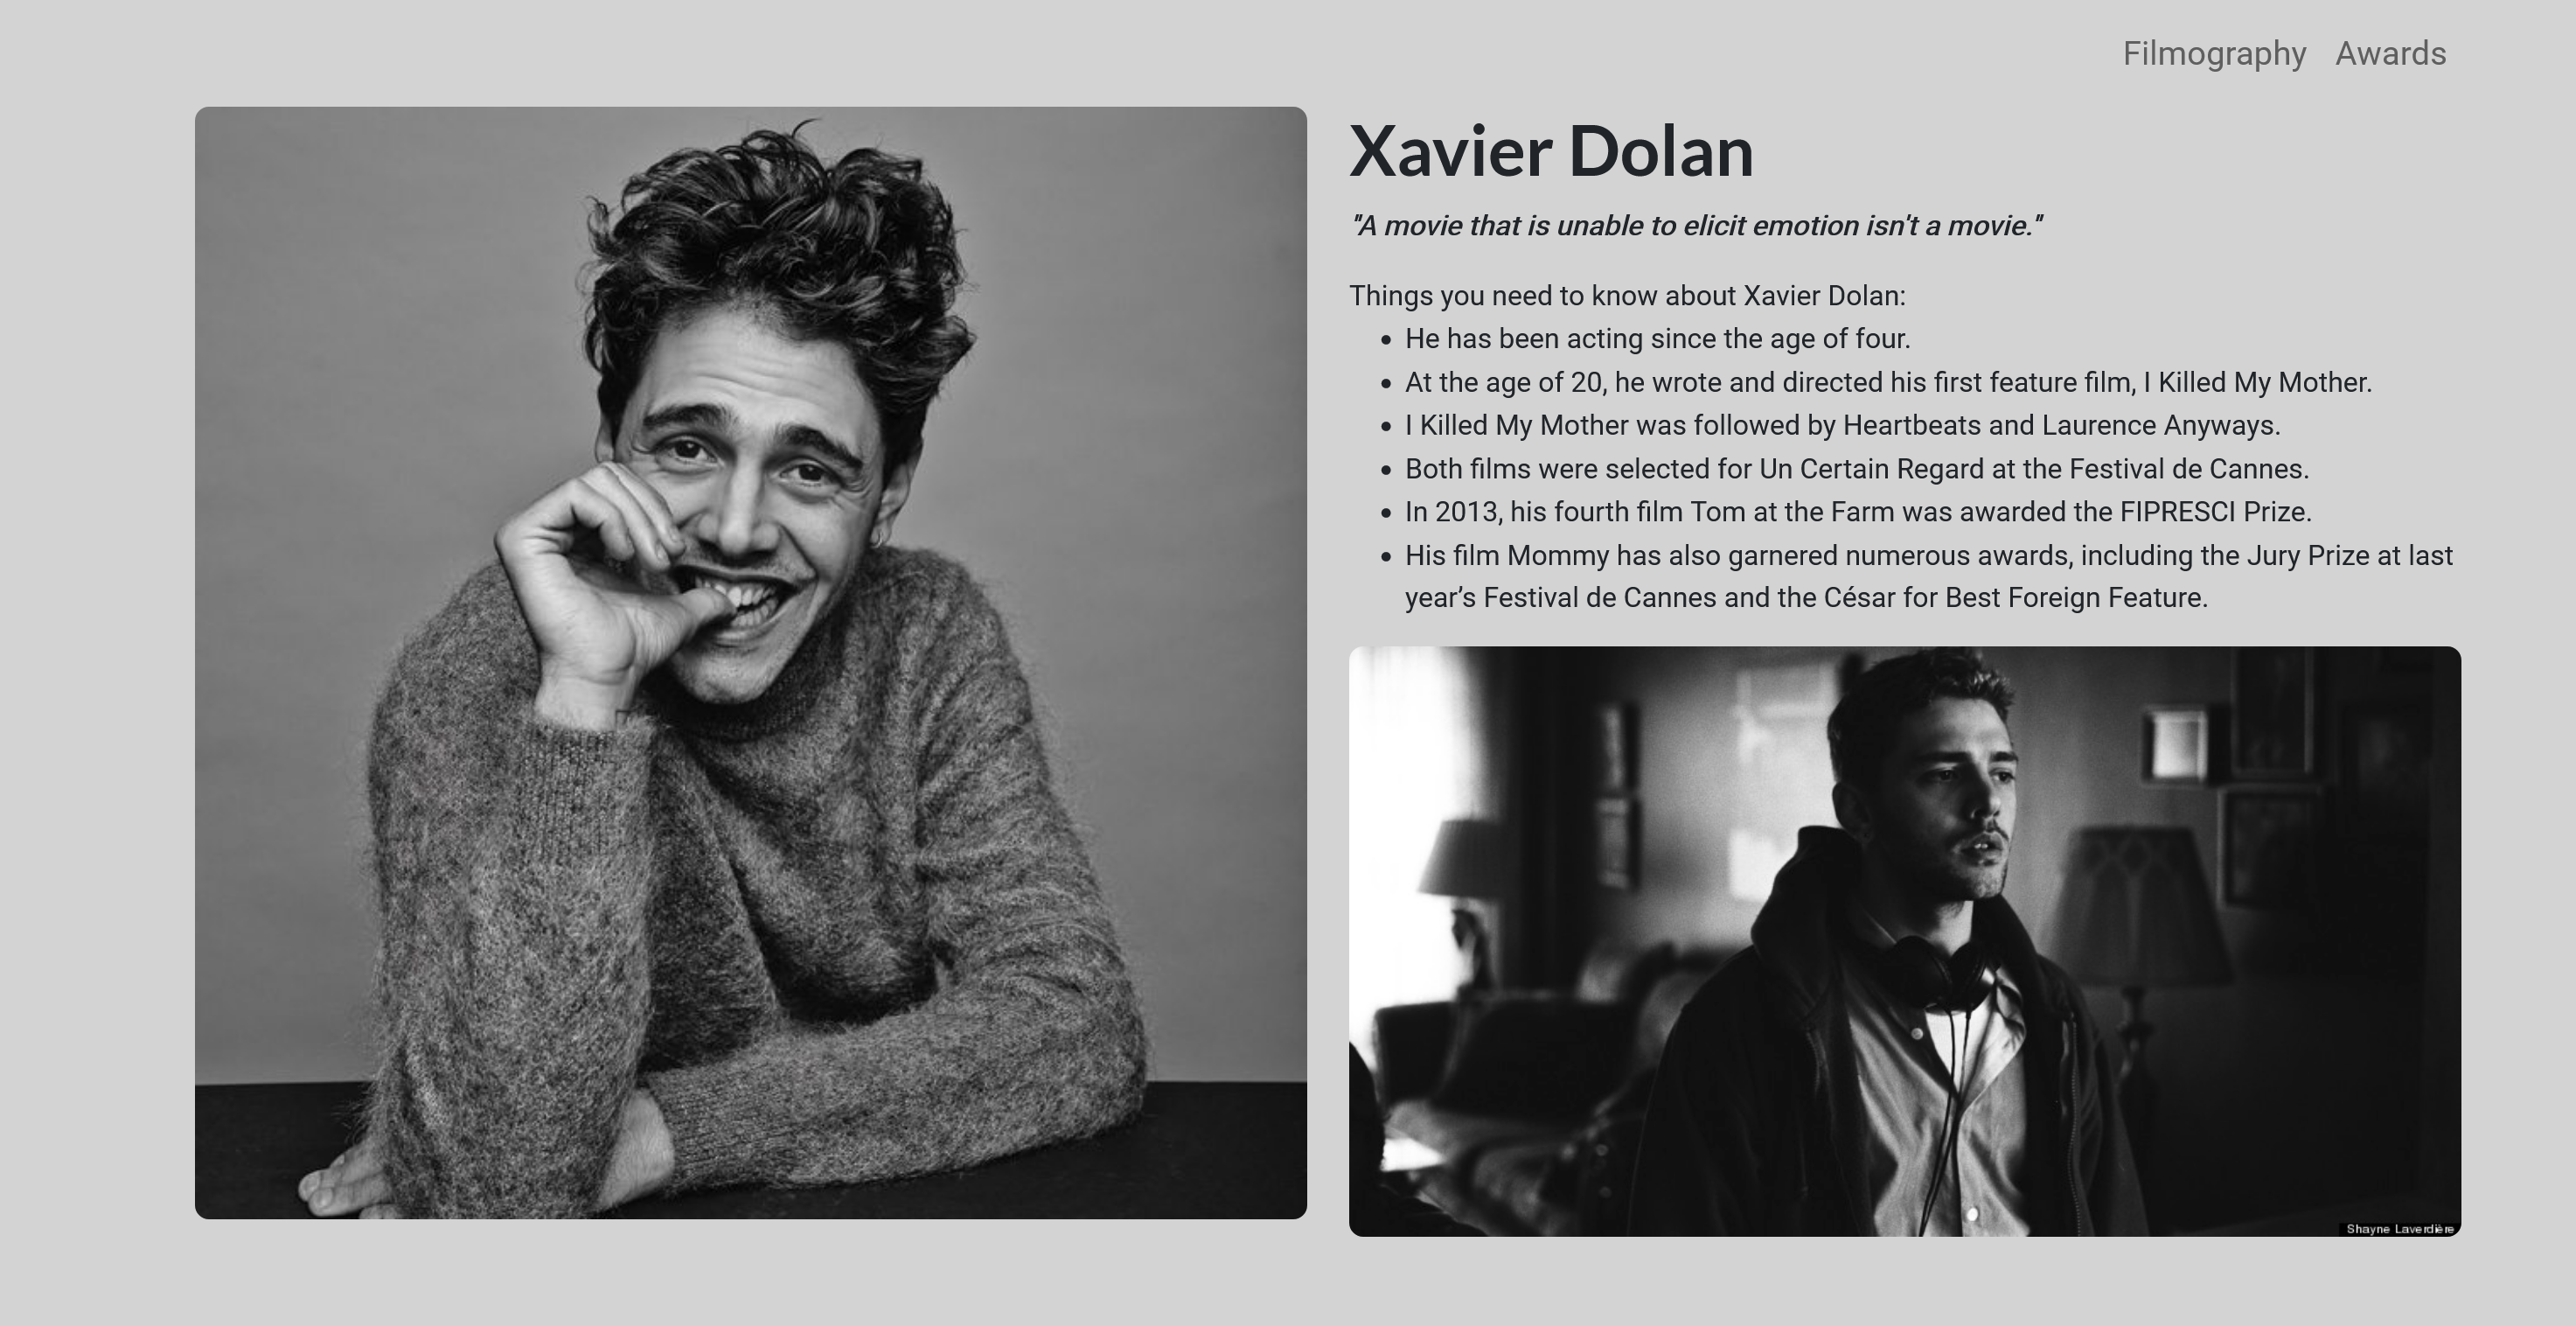 Filmography Awards
Xavier Dolan
"A movie that is unable to elicit emotion isn't a movie."
Things you need to know about Xavier Dolan:
• He has been acting since the age of four.
• At the age of 20, he wrote and directed his first feature film, I Killed My Mother.
• I Killed My Mother was followed by Heartbeats and Laurence Anyways.
• Both films were selected for Un Certain Regard at the Festival de Cannes.
• In 2013, his fourth film Tom at the Farm was awarded the FIPRESCI Prize.
• His film Mommy has also garnered numerous awards, including the Jury Prize at last
year’s Festival de Cannes and the César for Best Foreign Feature.
Shayne Laverdière